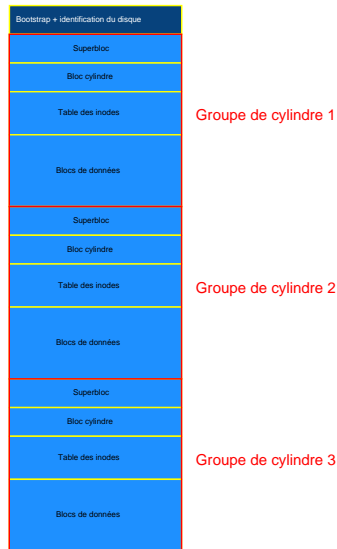 Bootstrap + identification du disque
Superbloc
Bloc cylindre
Table des inodes
Groupe de cylindre 1
Blocs de données
Superbloc
Bloc cylindre
Table des inodes
Groupe de cylindre 2
Blocs de données
Superbloc
Bloc cylindre
Table des inodes
Groupe de cylindre 3
Blocs de données